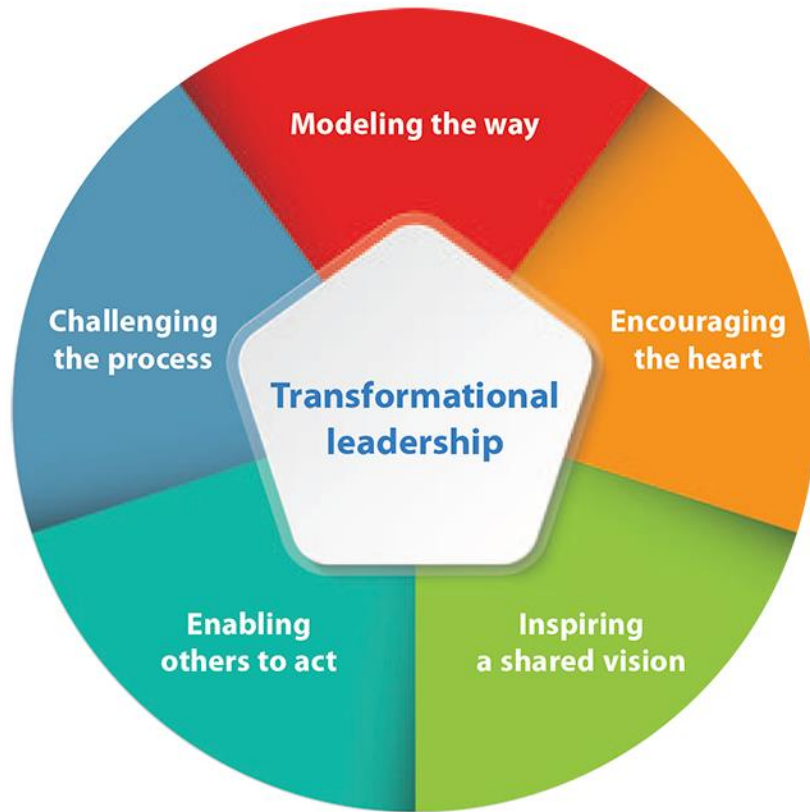 Modeling the way
Encouraging
the heart
Inspiring
a shared vision
Enabling
others to act
Challenging
the process
Transformational
leadership